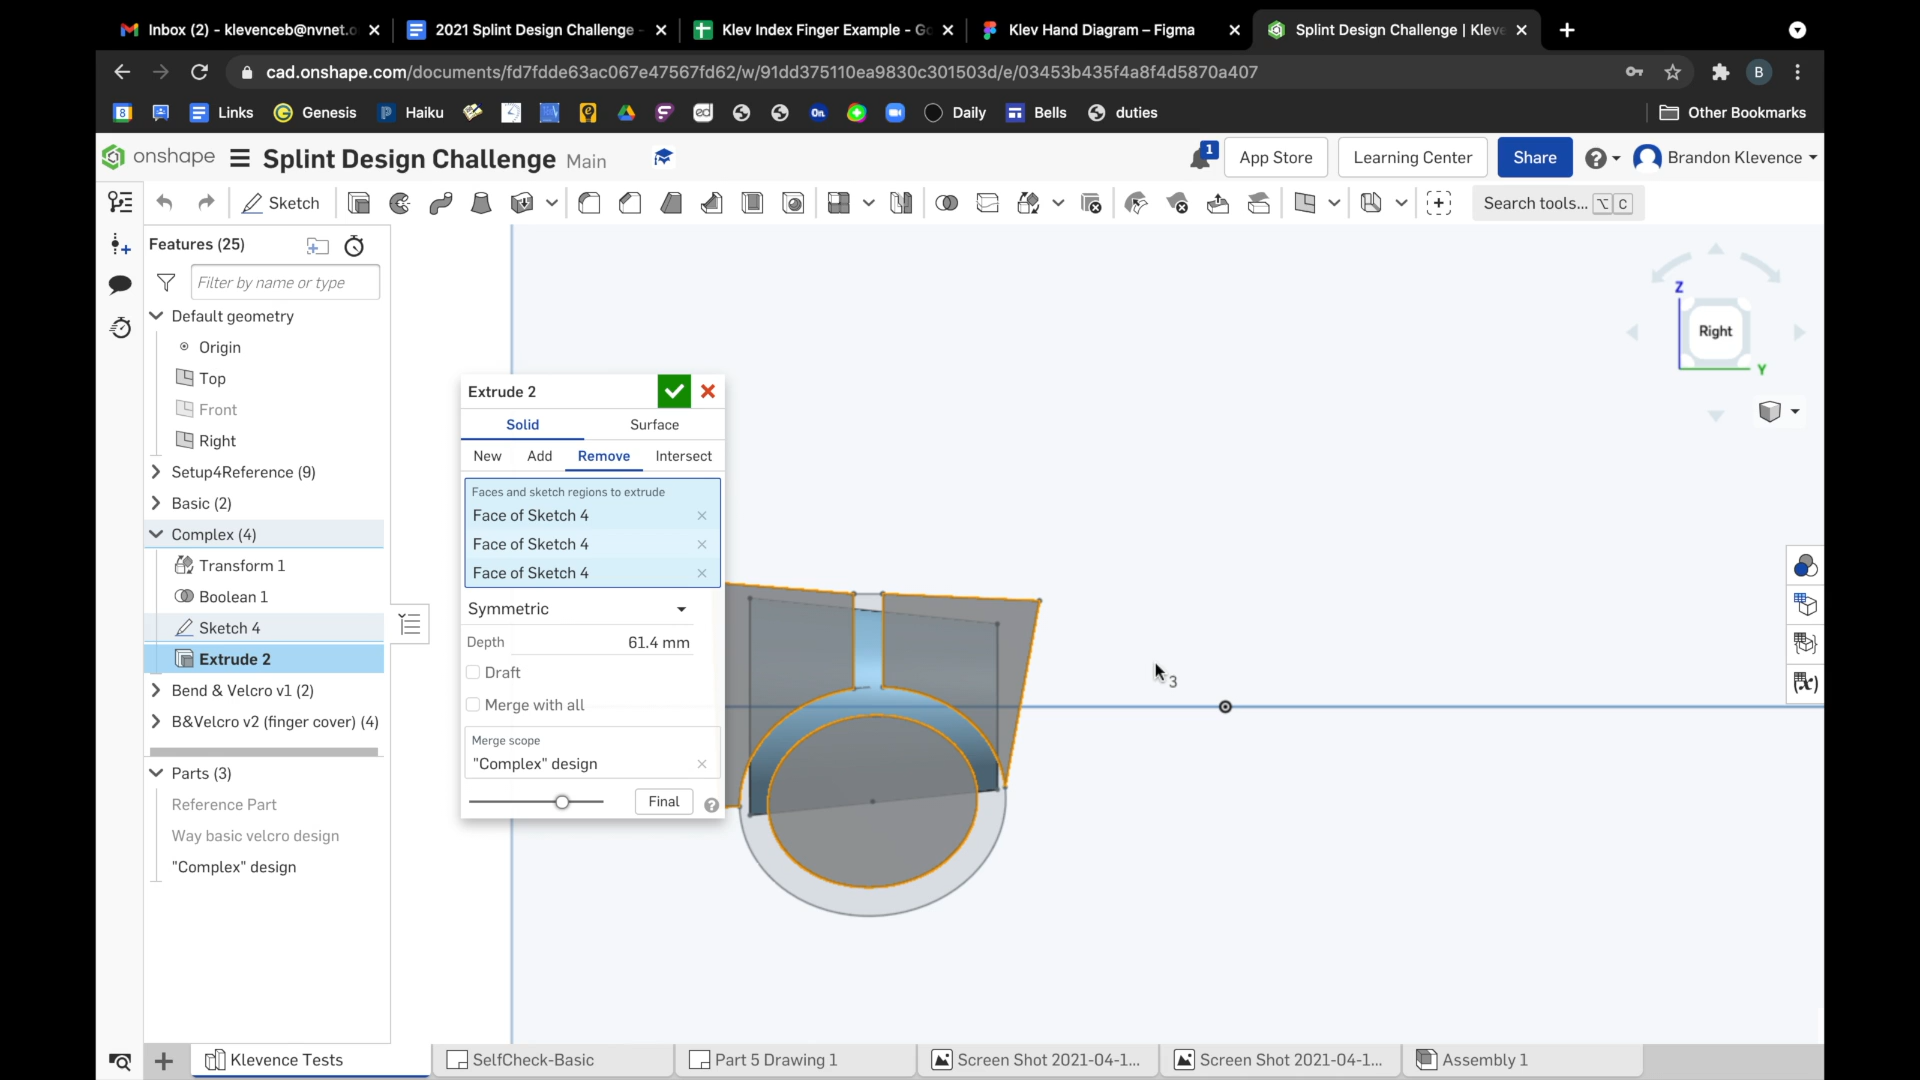 Inbox (2) - klevenceb@nvnet.o
2021 Splint Design Challenge -
Klev Index Finger Example - Go
Klev Hand Diagram – Figma
Splint Design Challenge | Kleve
cad.onshape.com/documents/fd7fdde63ac067e47567fd62/w/91dd375110ea9830c301503d/e/03453b435f4a8f4d5870a407
B
8
Links
Genesis
Haiku
ed
On
Daily
Bells
duties
Other Bookmarks
onshape
Splint Design Challenge Main
1
App Store
Learning Center
Share
Brandon Klevence
Sketch
Search tools... ⌥ C
Features (25)
Filter by name or type
Default geometry
Origin
Top
Front
Right
Setup4Reference (9)
Basic (2)
Complex (4)
Transform 1
Boolean 1
Sketch 4
Extrude 2
Bend & Velcro v1 (2)
B&Velcro v2 (finger cover) (4)
Parts (3)
Reference Part
Way basic velcro design
"Complex" design
Extrude 2
Solid
Surface
New
Add
Remove
Intersect
Faces and sketch regions to extrude
Face of Sketch 4
Face of Sketch 4
Face of Sketch 4
Symmetric
Depth
61.4 mm
Draft
Merge with all
Merge scope
"Complex" design
Final
3
Z
Right
Y
Klevence Tests
SelfCheck-Basic
Part 5 Drawing 1
Screen Shot 2021-04-1...
Screen Shot 2021-04-1...
Assembly 1